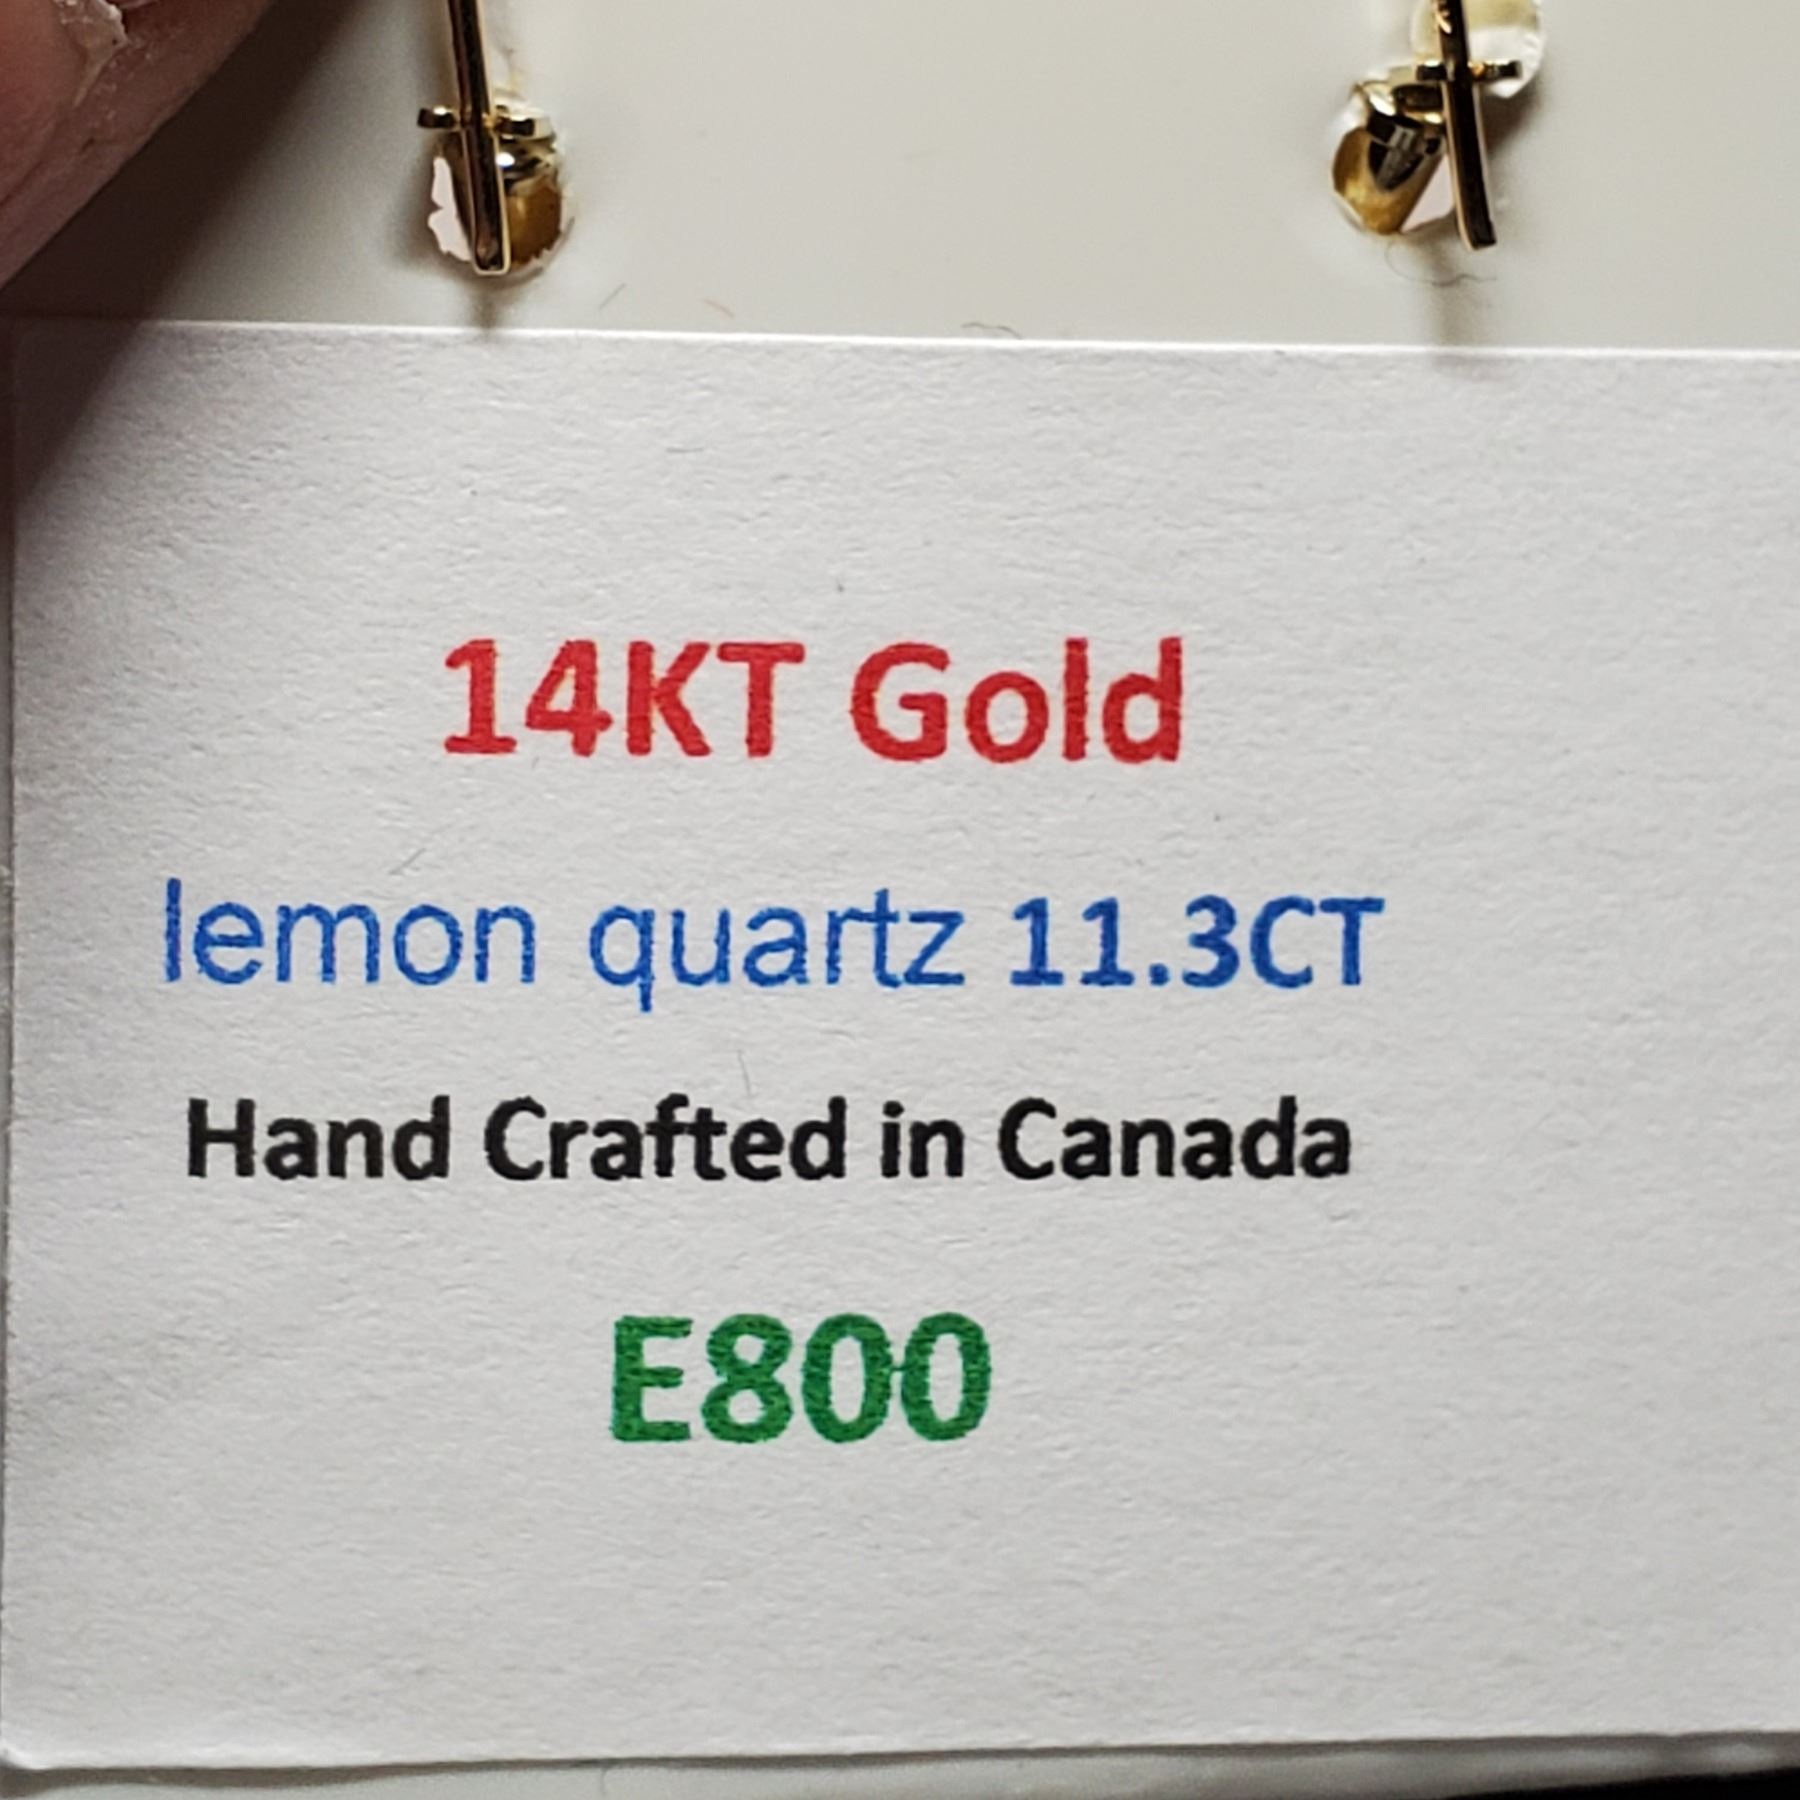 14KT Gold
lemon quartz 11.3CT
Hand Crafted in Canada
E800